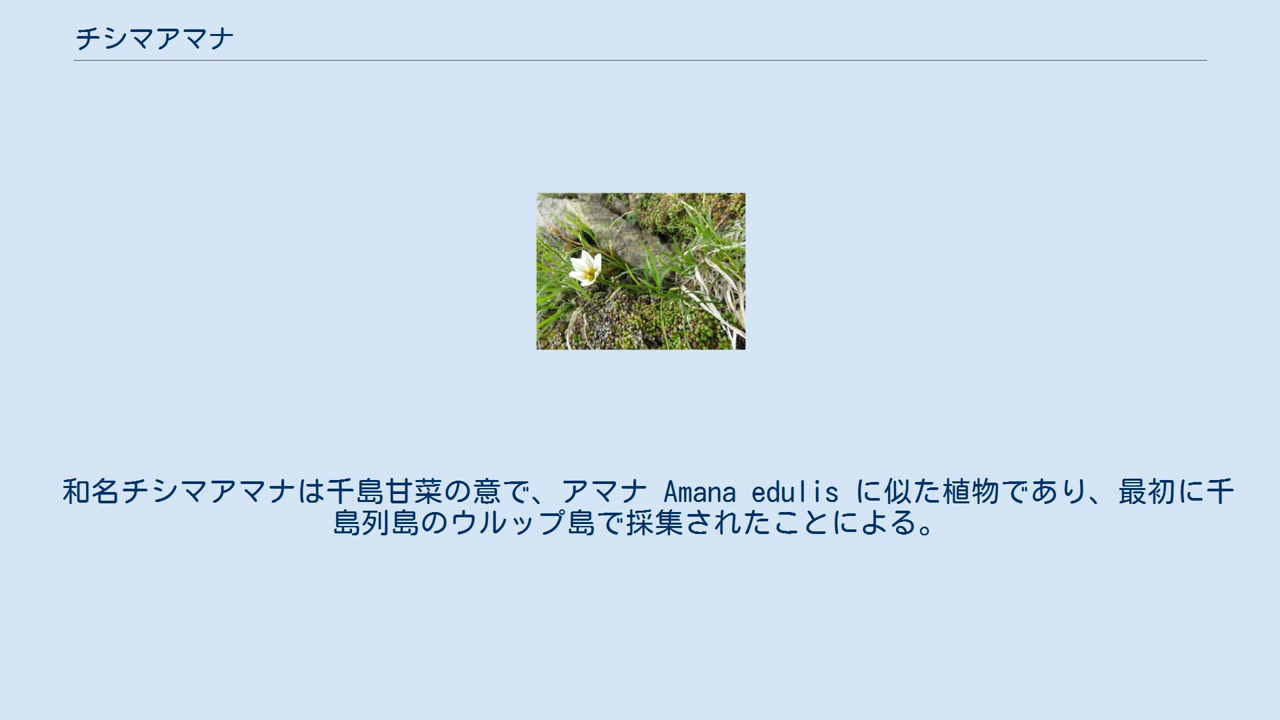 チシマアマナ
和名チシマアマナは千島甘菜の意で、アマナ Amana edulis に似た植物であり、最初に千
島列島のウルップ島で採集されたことによる。